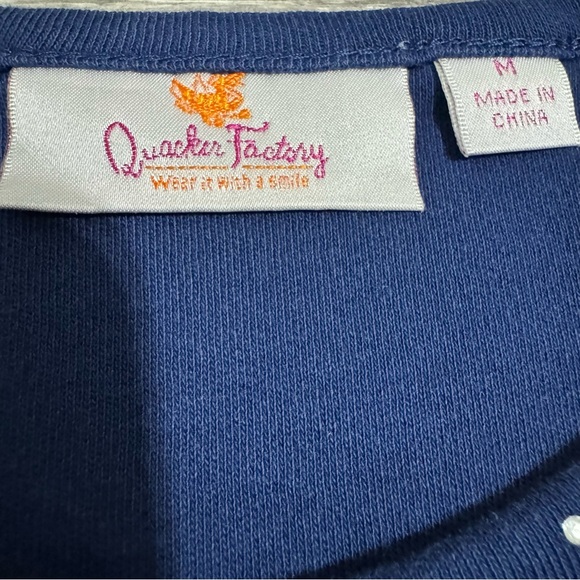 Quacker Factory
Wear it with a smile
M
MADE IN
CHINA